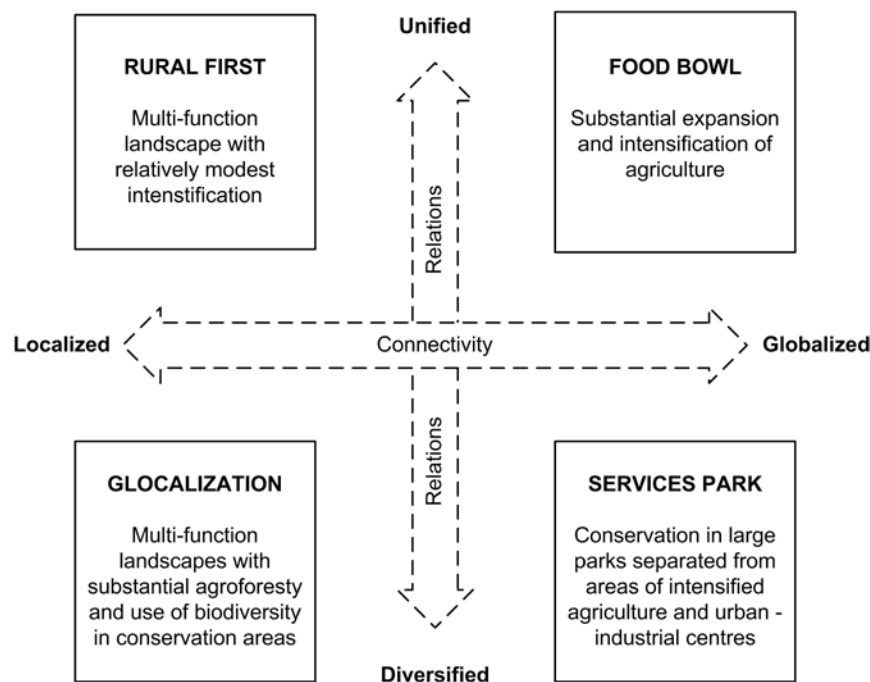 Unified
RURAL FIRST
Multi-function
landscape with
relatively modest
intenstification
FOOD BOWL
Substantial expansion
and intensification of
agriculture
Relations
Localized
Connectivity
Globalized
Relations
GLOCALIZATION
Multi-function
landscapes with
substantial agroforesty
and use of biodiversity
in conservation areas
SERVICES PARK
Conservation in large
parks separated from
areas of intensified
agriculture and urban -
industrial centres
Diversified